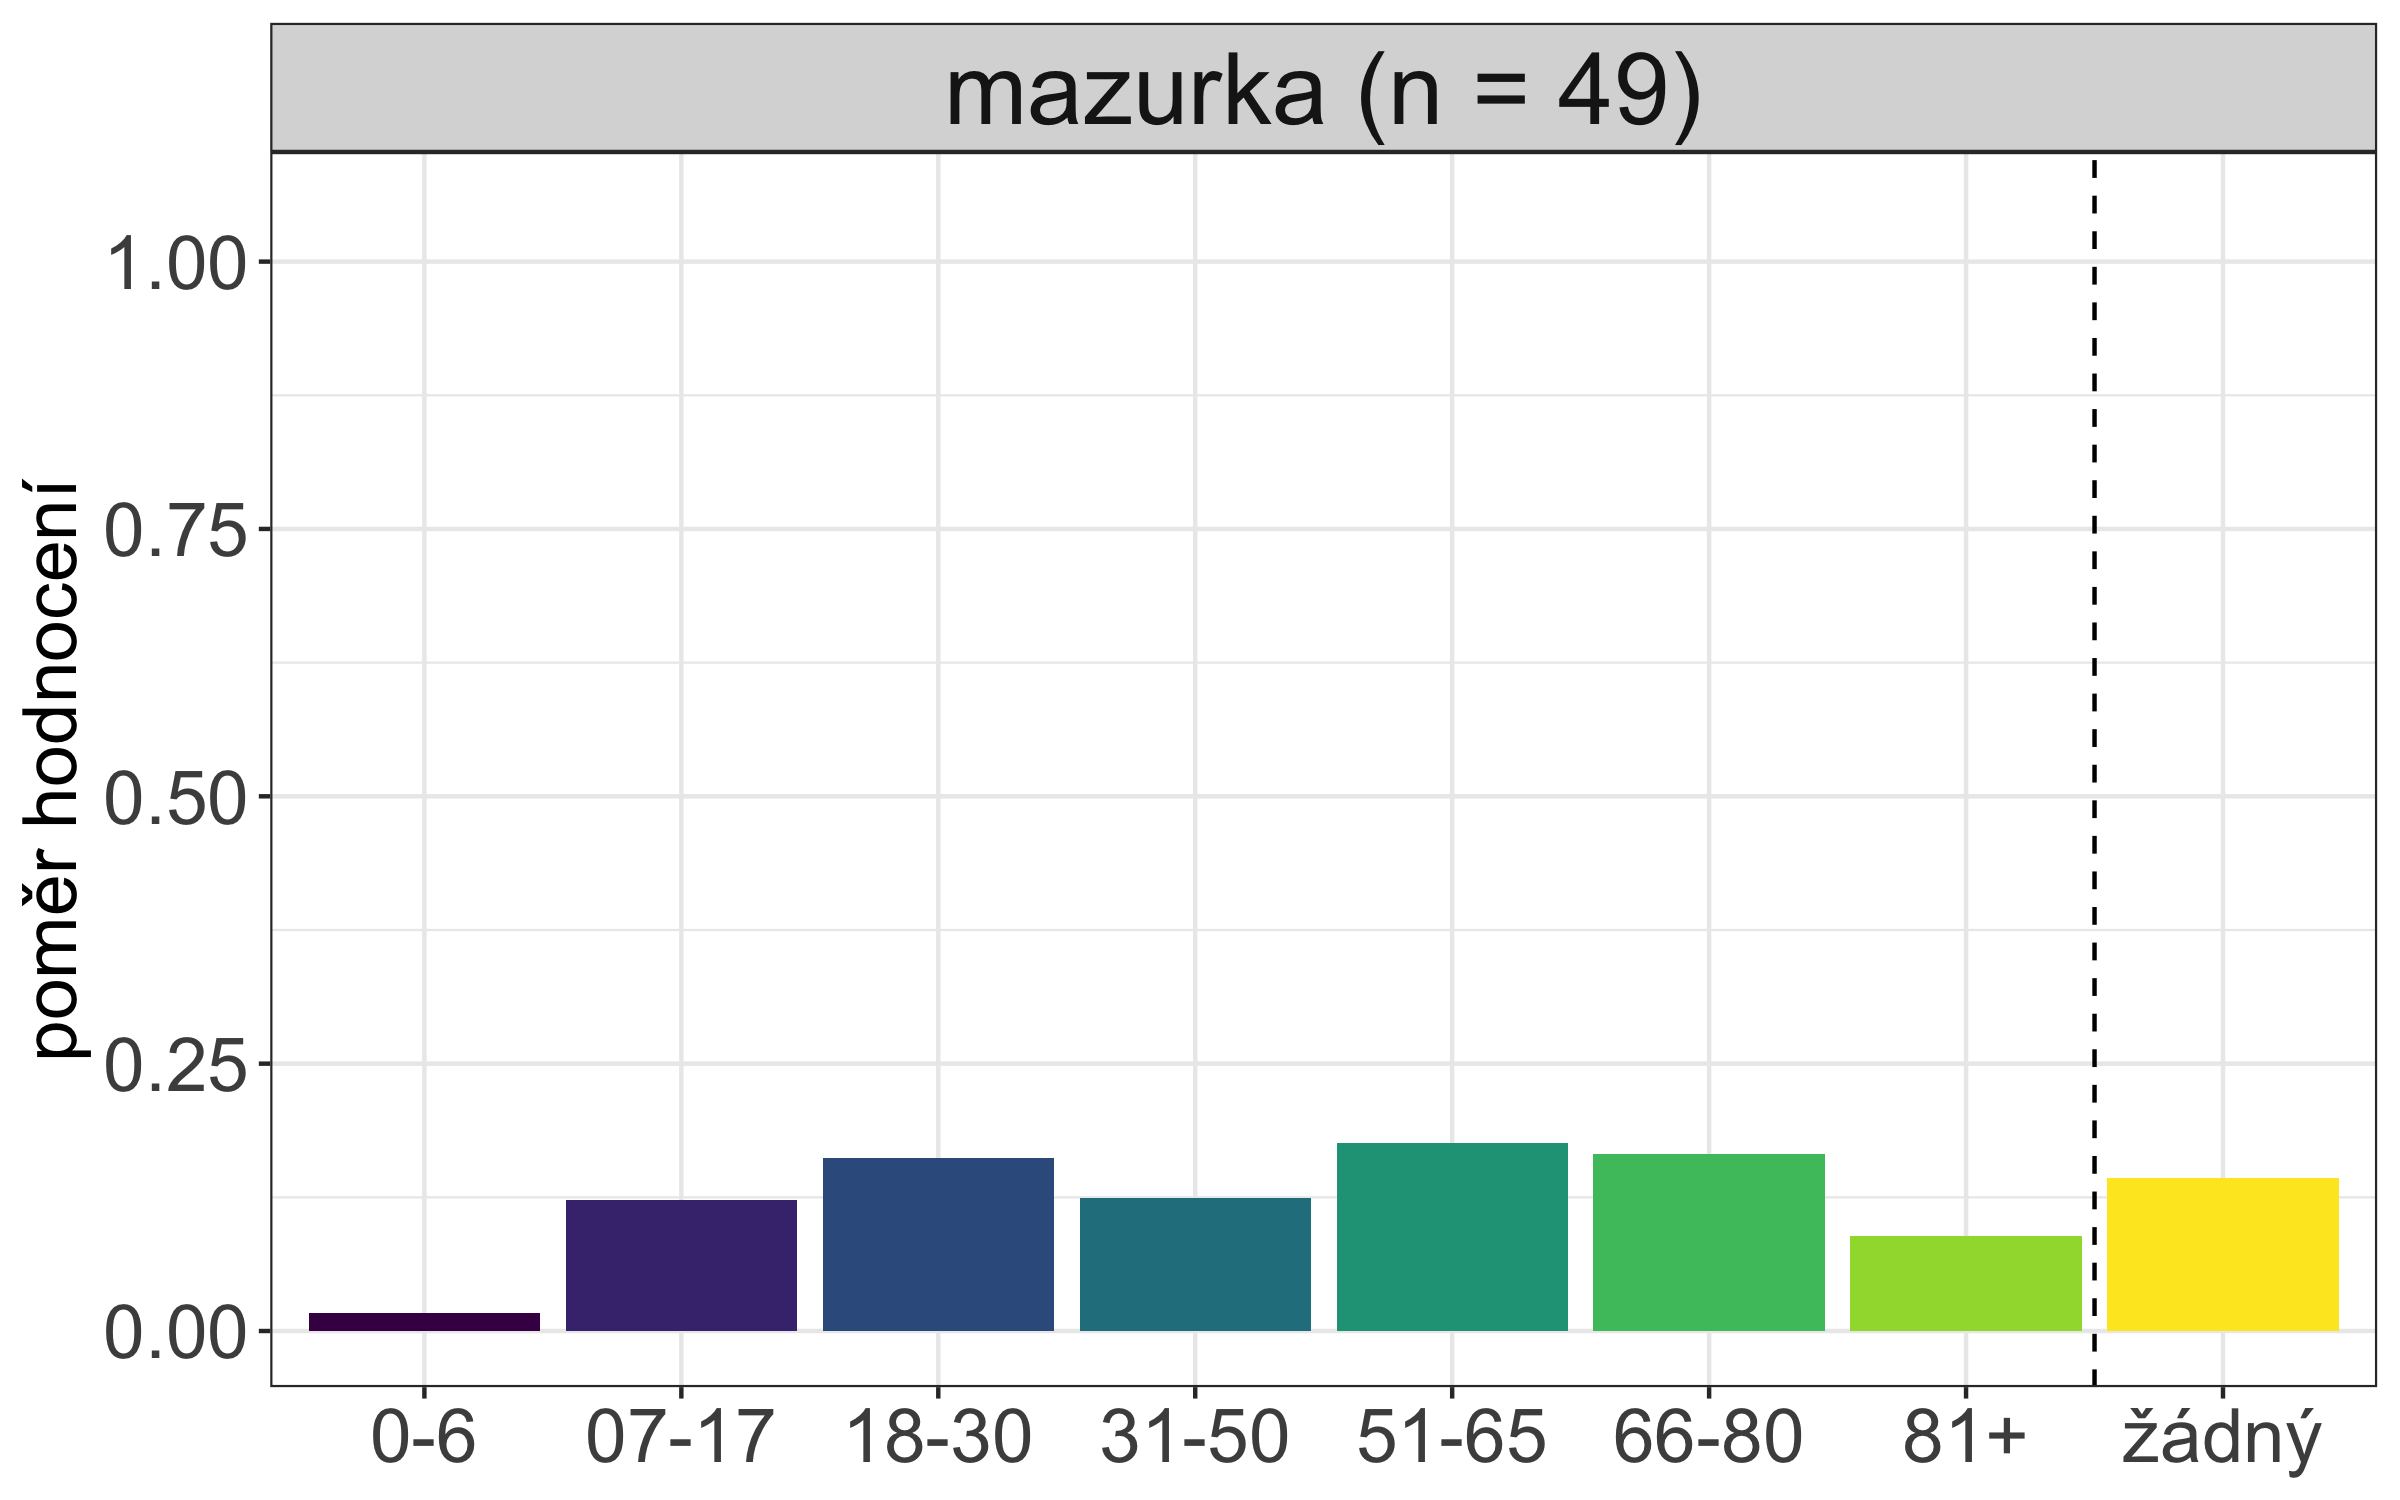 mazurka (n = 49)
poměr hodnocení
1.00
0.75
0.50
0.25
0.00
0-6 07-17 18-30 31-50 51-65 66-80 81+ žádný